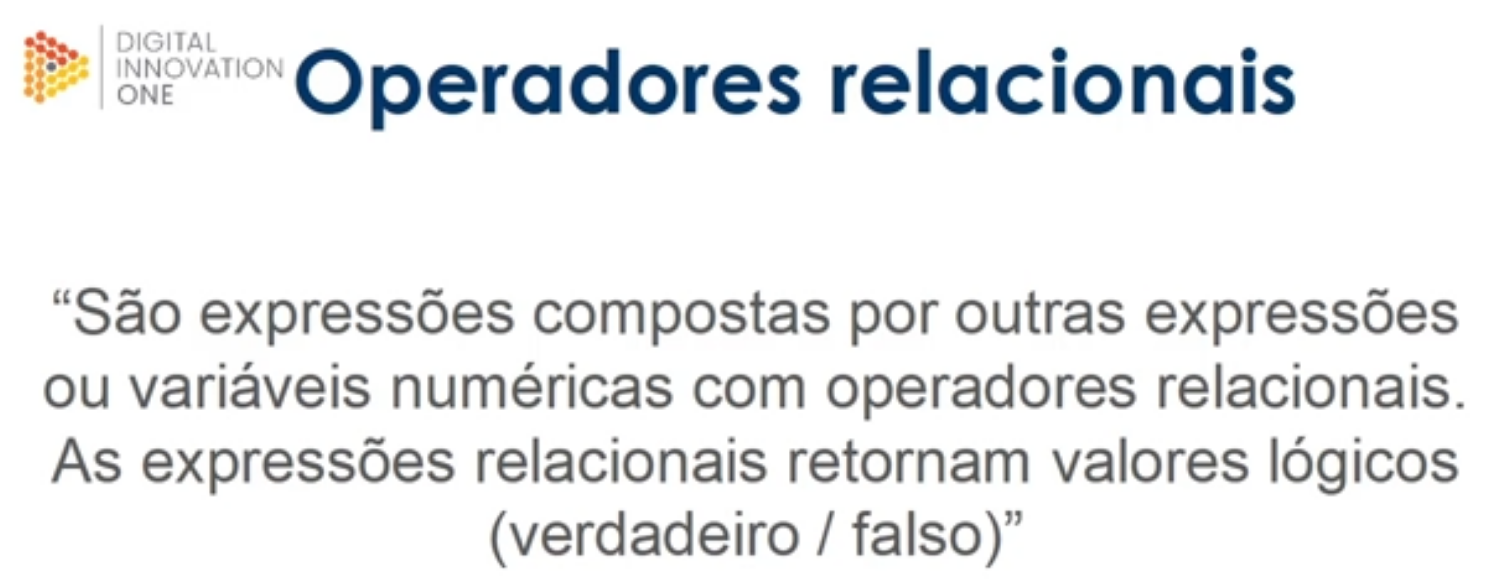 DIGITAL
INNOVATION
ONE
Operadores relacionais
“São expressões compostas por outras expressões
ou variáveis numéricas com operadores relacionais.
As expressões relacionais retornam valores lógicos
(verdadeiro / falso)”